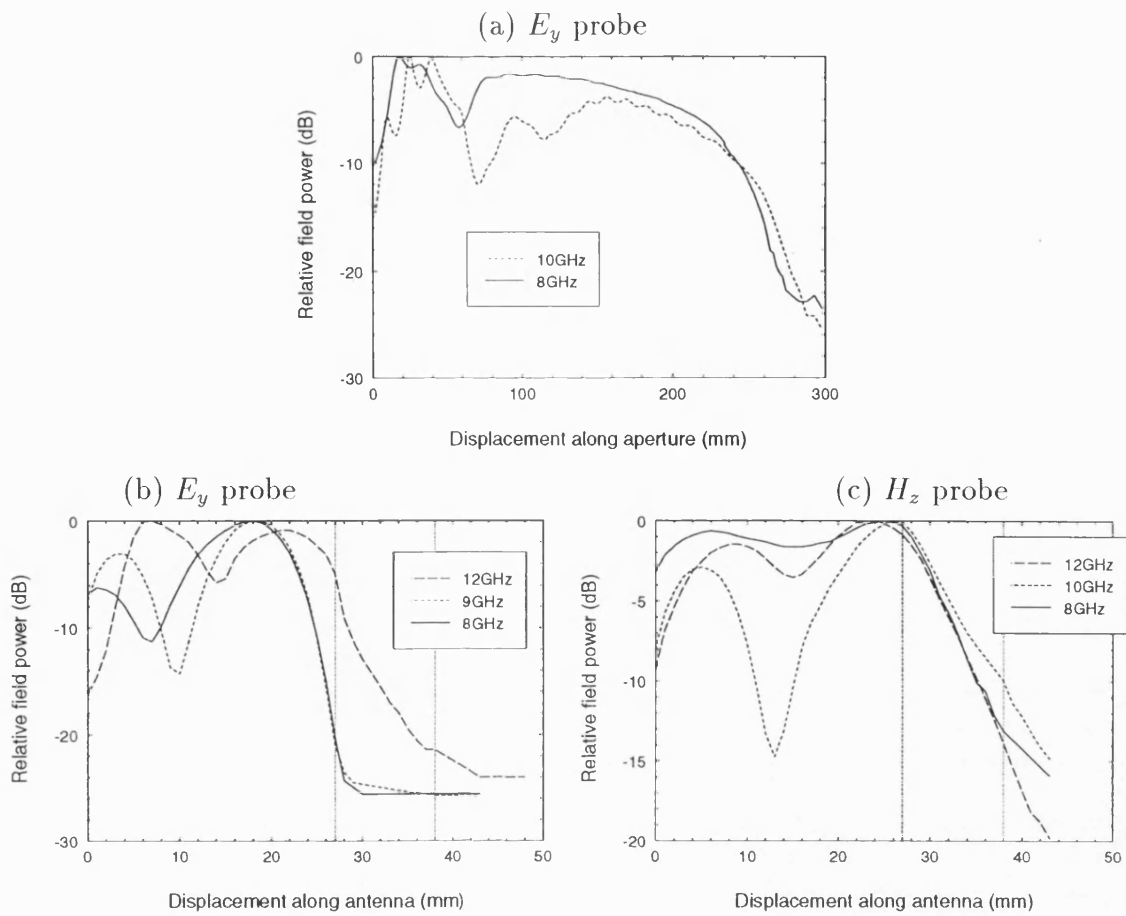 (a) E_y probe
Relative field power (dB)
0
-10
-20
-30
10GHz
8GHz
0
100
200
300
Displacement along aperture (mm)
(b) E_y probe
Relative field power (dB)
0
-10
-20
-30
12GHz
9GHz
8GHz
0
10
20
30
40
50
Displacement along antenna (mm)
(c) H_z probe
Relative field power (dB)
0
-5
-10
-15
-20
12GHz
10GHz
8GHz
0
10
20
30
40
50
Displacement along antenna (mm)